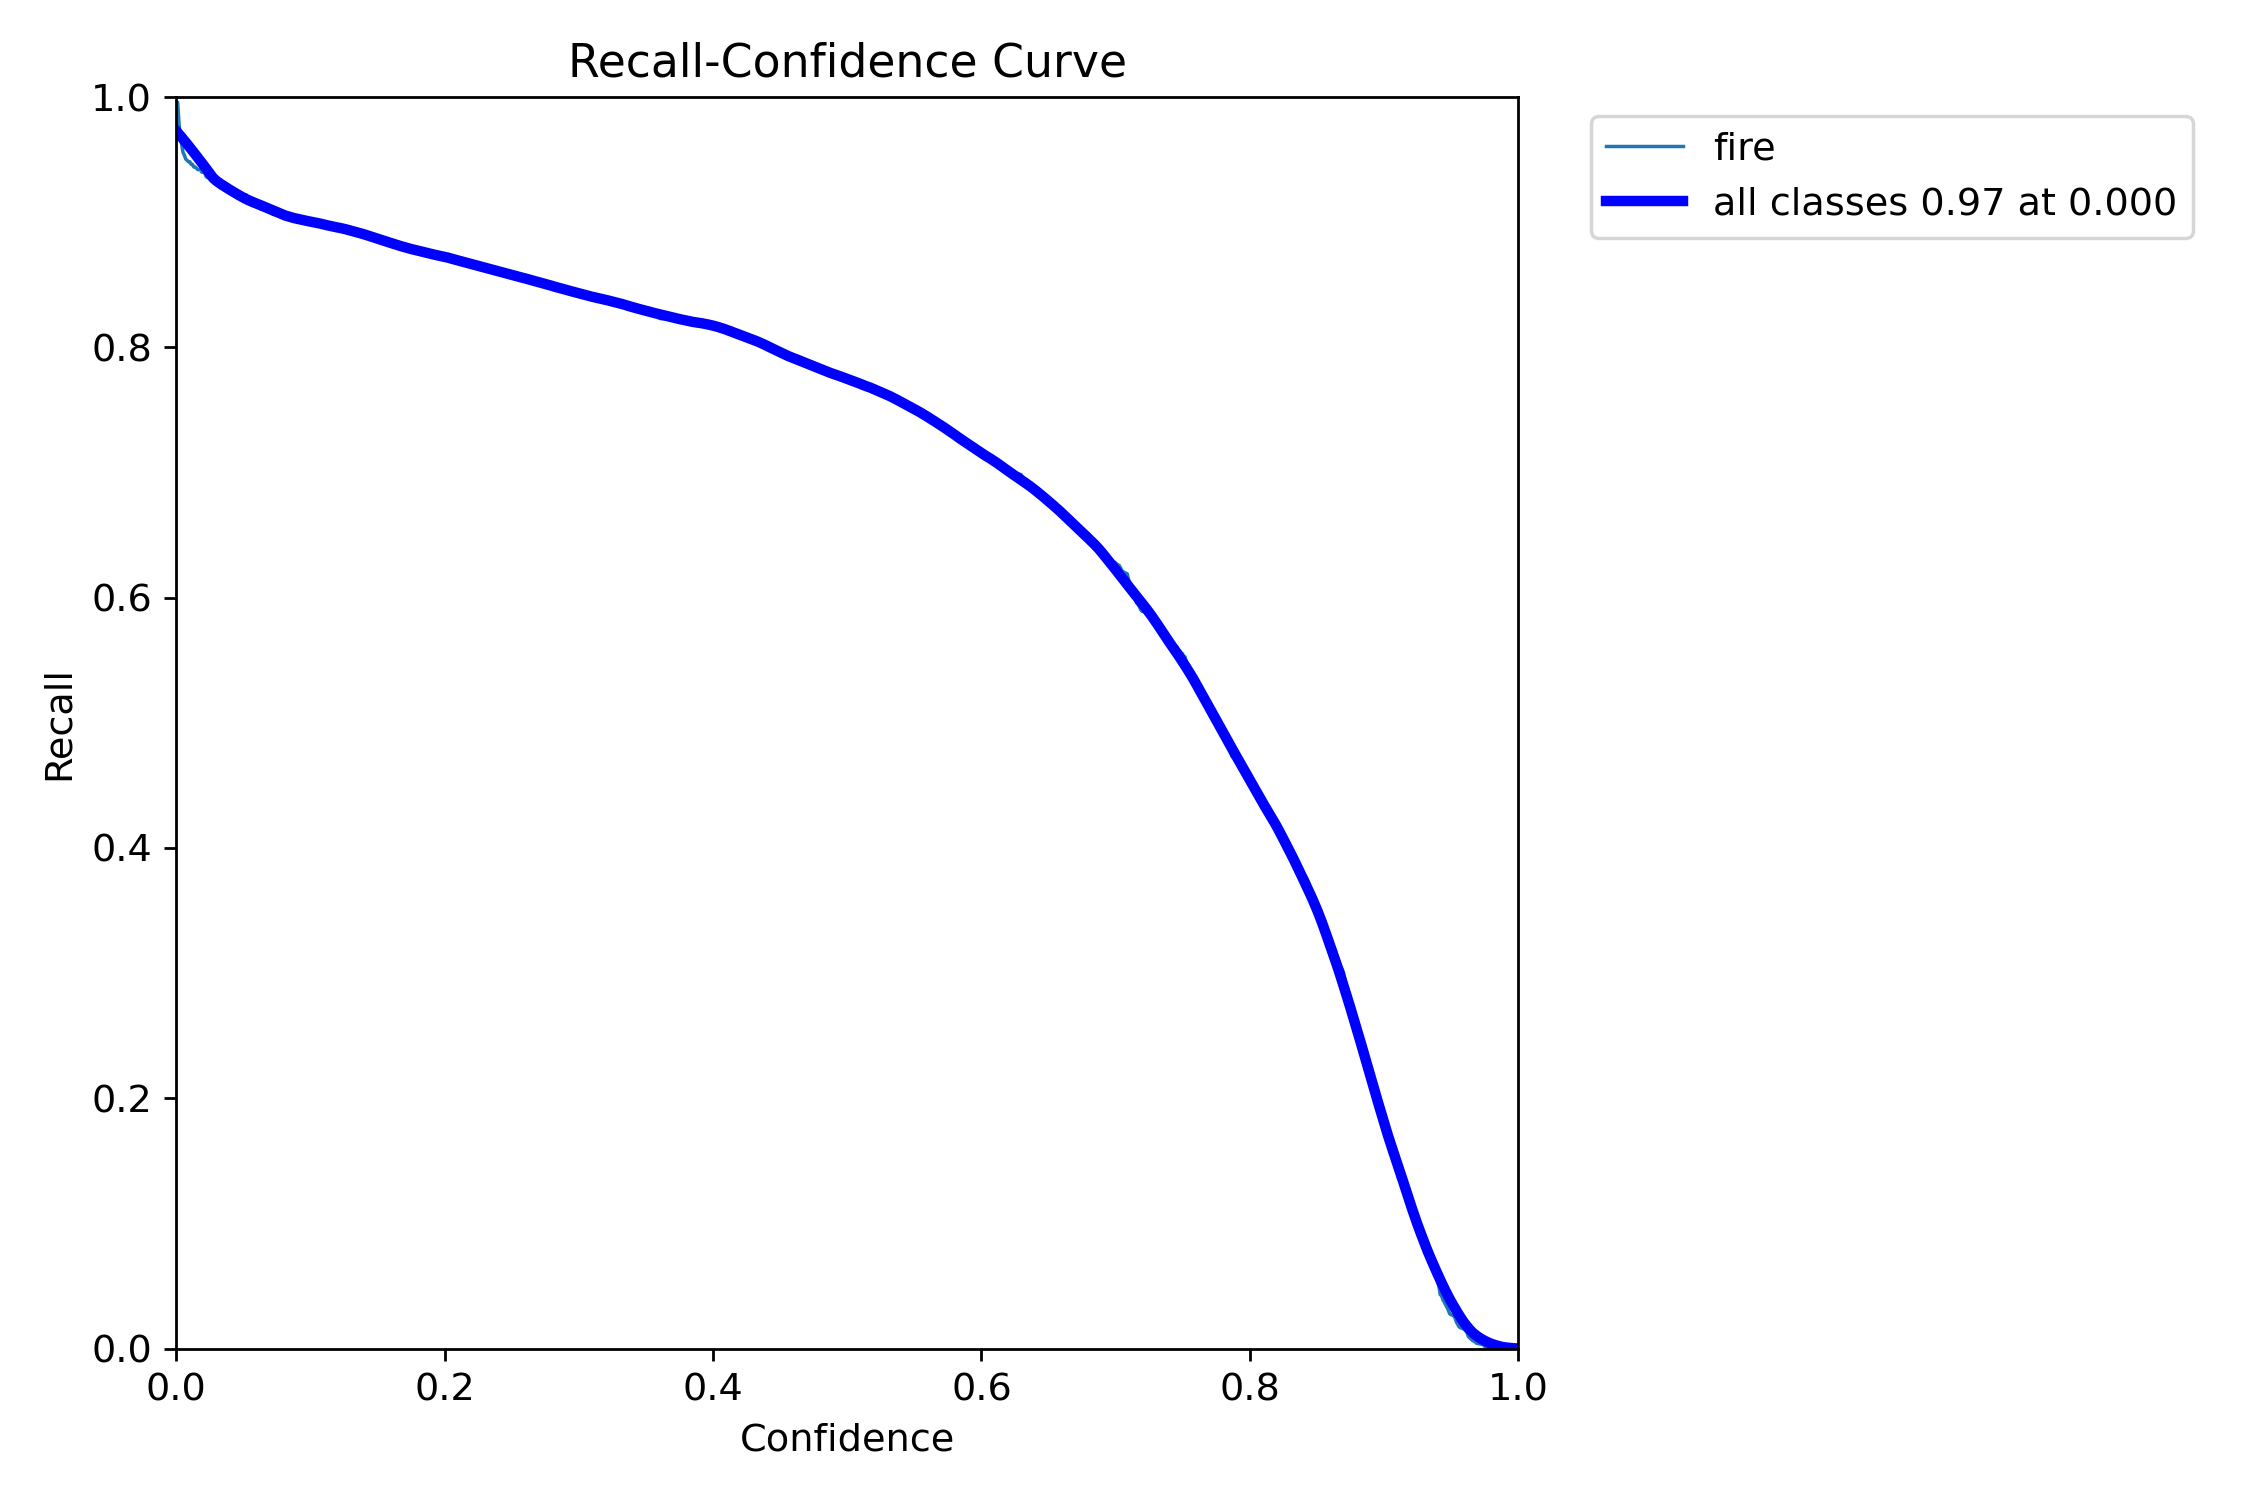 Recall-Confidence Curve
1.0
0.8
0.6
0.4
0.2
0.0
Recall
0.0 0.2 0.4 0.6 0.8 1.0
Confidence
fire
all classes 0.97 at 0.000